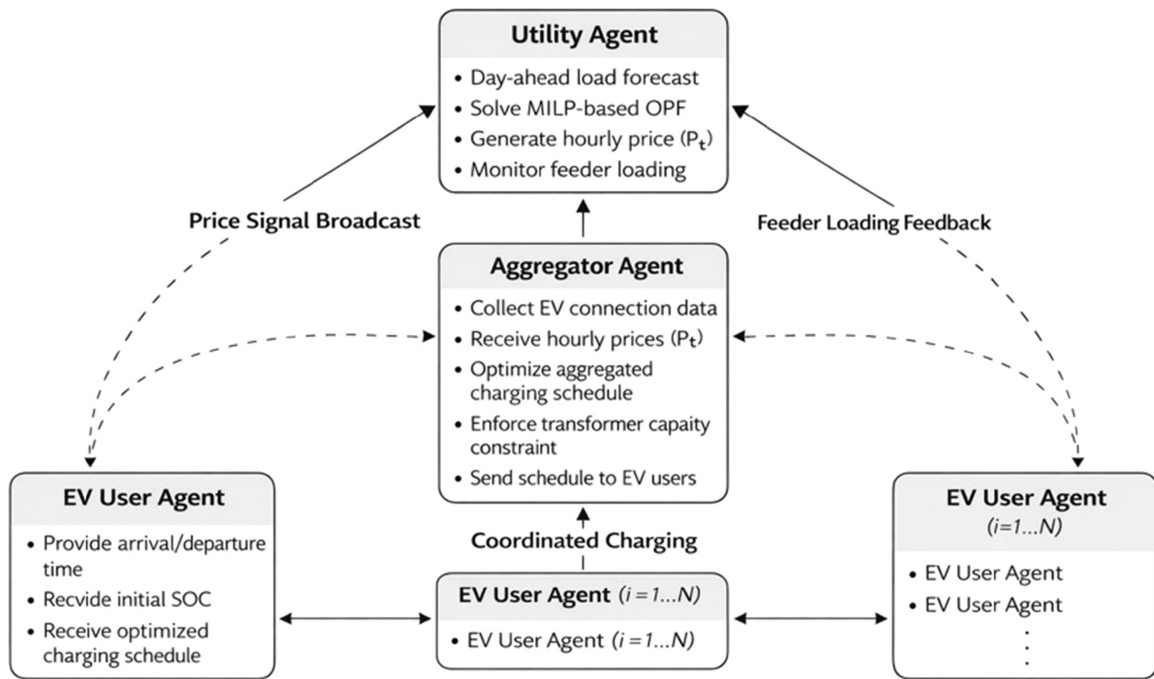 Utility Agent
• Day-ahead load forecast
• Solve MILP-based OPF
• Generate hourly price (Pt)
• Monitor feeder loading
Price Signal Broadcast
Feeder Loading Feedback
Aggregator Agent
• Collect EV connection data
• Receive hourly prices (Pt)
• Optimize aggregated
charging schedule
• Enforce transformer capaity
constraint
• Send schedule to EV users
Coordinated Charging
EV User Agent
• Provide arrival/departure
time
• Recvide initial SOC
• Receive optimized
charging schedule
EV User Agent (i=1...N)
• EV User Agent (i=1...N)
EV User Agent
(i=1...N)
• EV User Agent
• EV User Agent